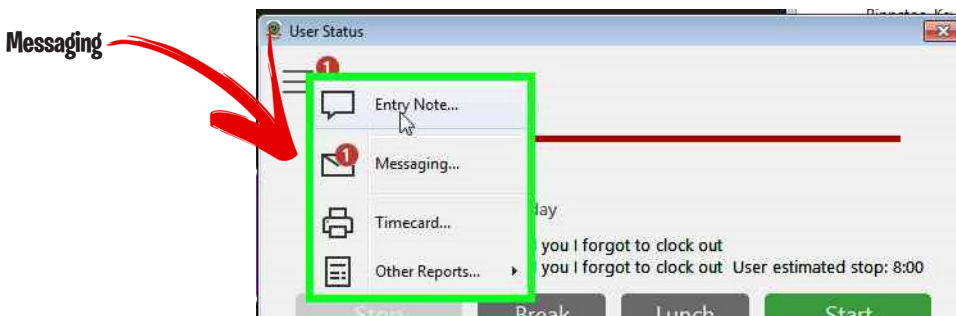 Messaging
User Status
1
Entry Note...
1
Messaging...
Timecard...
Other Reports...
day
you I forgot to clock out
you I forgot to clock out User estimated stop: 8:00
Stop
Break
Lunch
Start